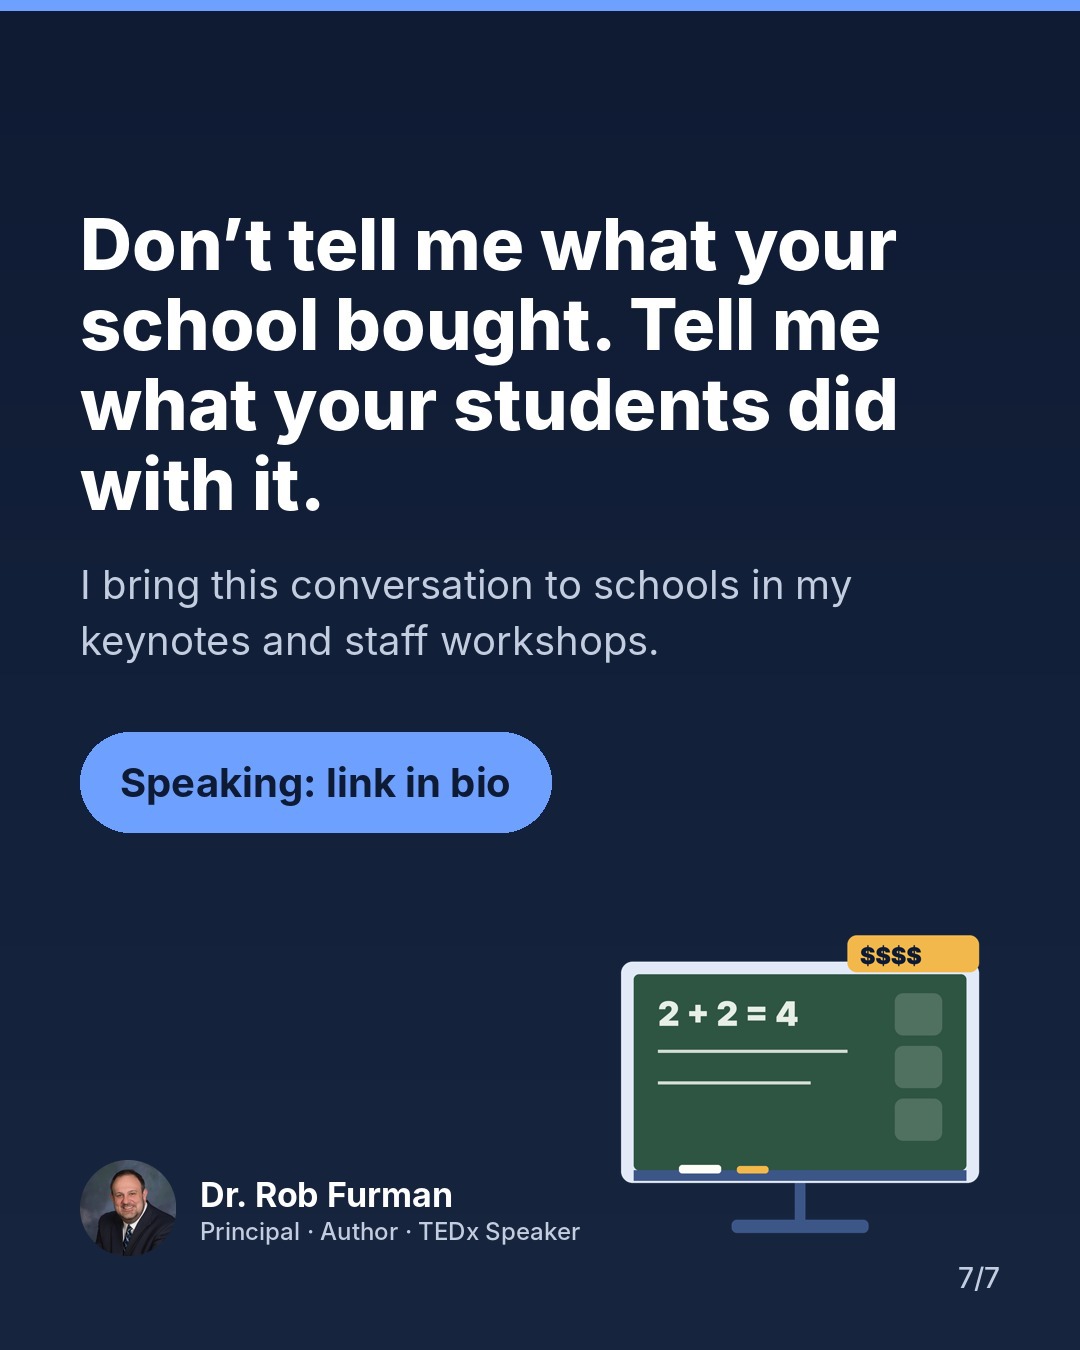 Don’t tell me what your
school bought. Tell me
what your students did
with it.
I bring this conversation to schools in my
keynotes and staff workshops.
Speaking: link in bio
$$$$
2 + 2 = 4
Dr. Rob Furman
Principal · Author · TEDx Speaker
7/7